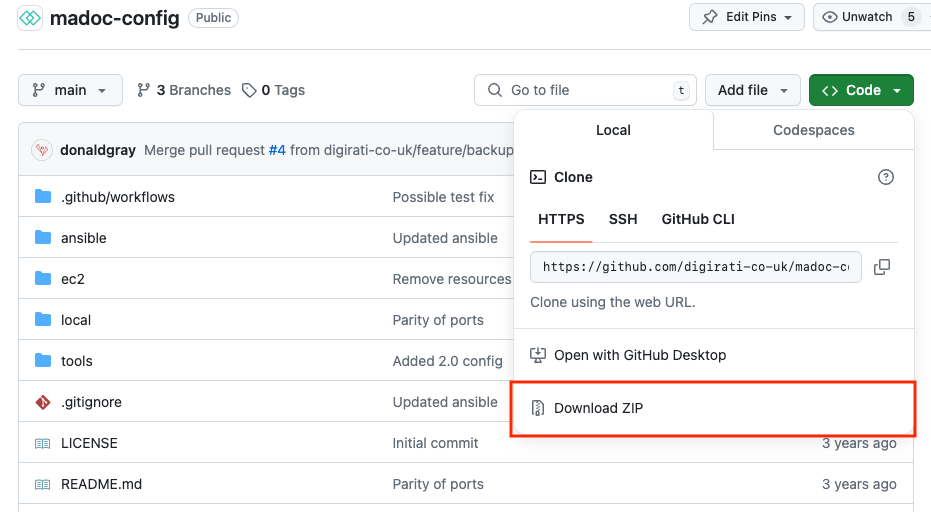 madoc-config Public Edit Pins Unwatch 5
main 3 Branches 0 Tags Go to file t Add file <> Code
Local Codespaces
donaldgray Merge pull request #4 from digirati-co-uk/feature/backup
Clone
.github/workflows Possible test fix
HTTPS SSH GitHub CLI
ansible Updated ansible
https://github.com/digirati-co-uk/madoc-c
ec2 Remove resources
Clone using the web URL.
local Parity of ports
tools Added 2.0 config
Open with GitHub Desktop
.gitignore Updated ansible
Download ZIP
LICENSE Initial commit 3 years ago
README.md Parity of ports 3 years ago